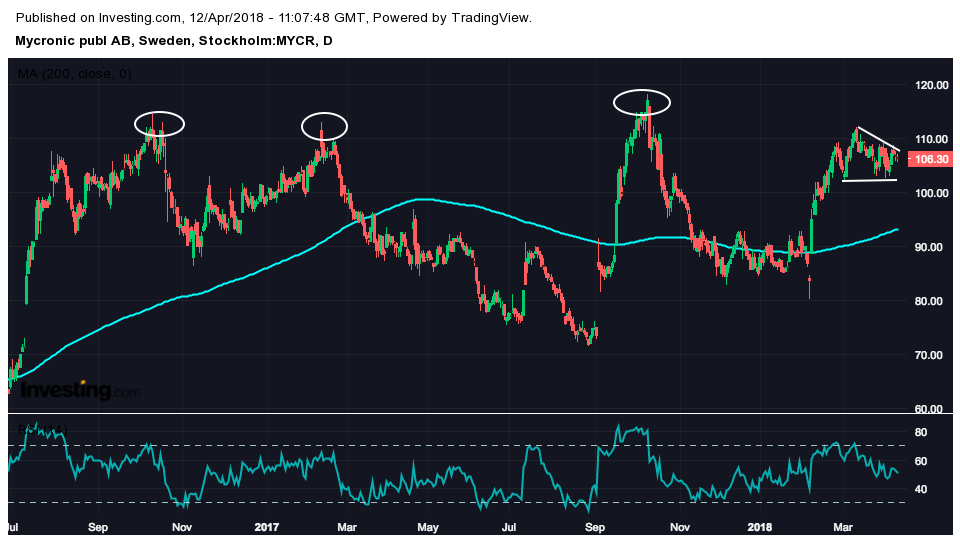 Published on Investing.com, 12/Apr/2018 - 11:07:48 GMT, Powered by TradingView.
Mycronic publ AB, Sweden, Stockholm:MYCR, D
MA (200, close, 0)
120.00
110.00
106.30
100.00
90.00
80.00
70.00
Investing.com
60.00
80
60
40
Jul Sep Nov 2017 Mar May Jul Sep Nov 2018 Mar